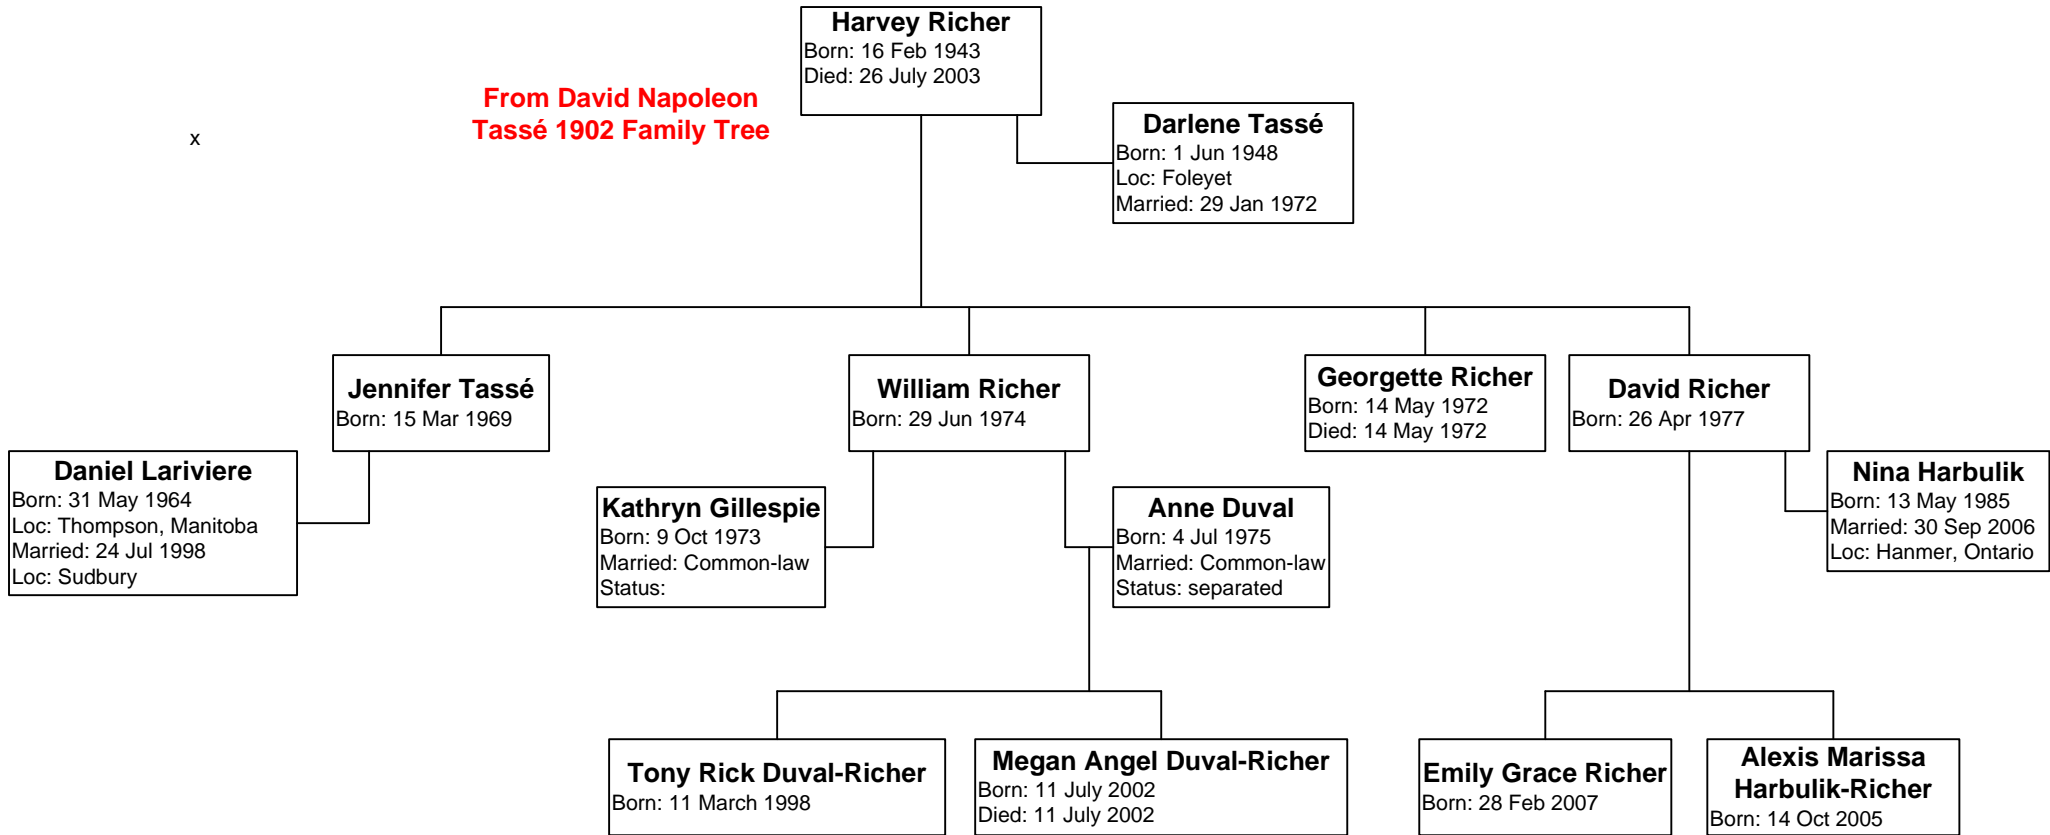 Harvey Richer
Born: 16 Feb 1943
Died: 26 July 2003
From David Napoleon
Tassé 1902 Family Tree
x
Darlene Tassé
Born: 1 Jun 1948
Loc: Foleyet
Married: 29 Jan 1972
Jennifer Tassé
Born: 15 Mar 1969
William Richer
Born: 29 Jun 1974
Georgette Richer
Born: 14 May 1972
Died: 14 May 1972
David Richer
Born: 26 Apr 1977
Daniel Lariviere
Born: 31 May 1964
Loc: Thompson, Manitoba
Married: 24 Jul 1998
Loc: Sudbury
Kathryn Gillespie
Born: 9 Oct 1973
Married: Common-law
Status:
Anne Duval
Born: 4 Jul 1975
Married: Common-law
Status: separated
Nina Harbulik
Born: 13 May 1985
Married: 30 Sep 2006
Loc: Hanmer, Ontario
Tony Rick Duval-Richer
Born: 11 March 1998
Megan Angel Duval-Richer
Born: 11 July 2002
Died: 11 July 2002
Emily Grace Richer
Born: 28 Feb 2007
Alexis Marissa
Harbulik-Richer
Born: 14 Oct 2005